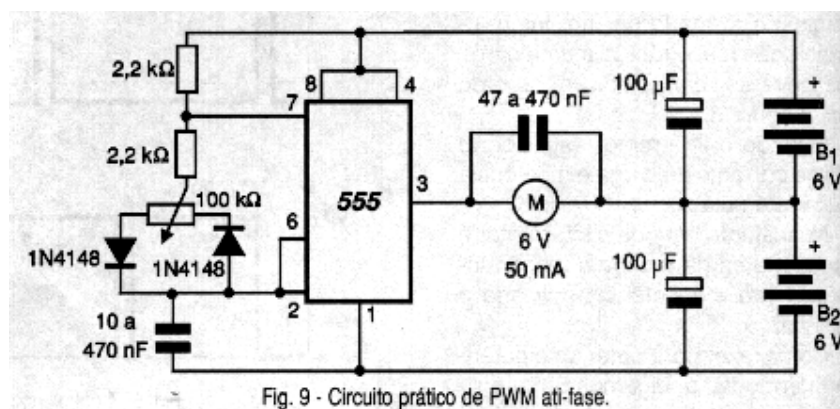 2,2 kΩ
2,2 kΩ
100 kΩ
1N4148
1N4148
10 a
470 nF
7
8
4
6
2
1
3
555
47 a 470 nF
M
6 V
50 mA
100 µF
100 µF
+
B1
6 V
+
B2
6 V
Fig. 9 - Circuito prático de PWM ati-fase.